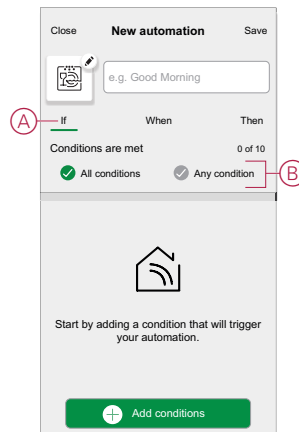 Close New automation Save
e.g. Good Morning
A If When Then
Conditions are met 0 of 10
All conditions Any condition B
Start by adding a condition that will trigger
your automation.
Add conditions